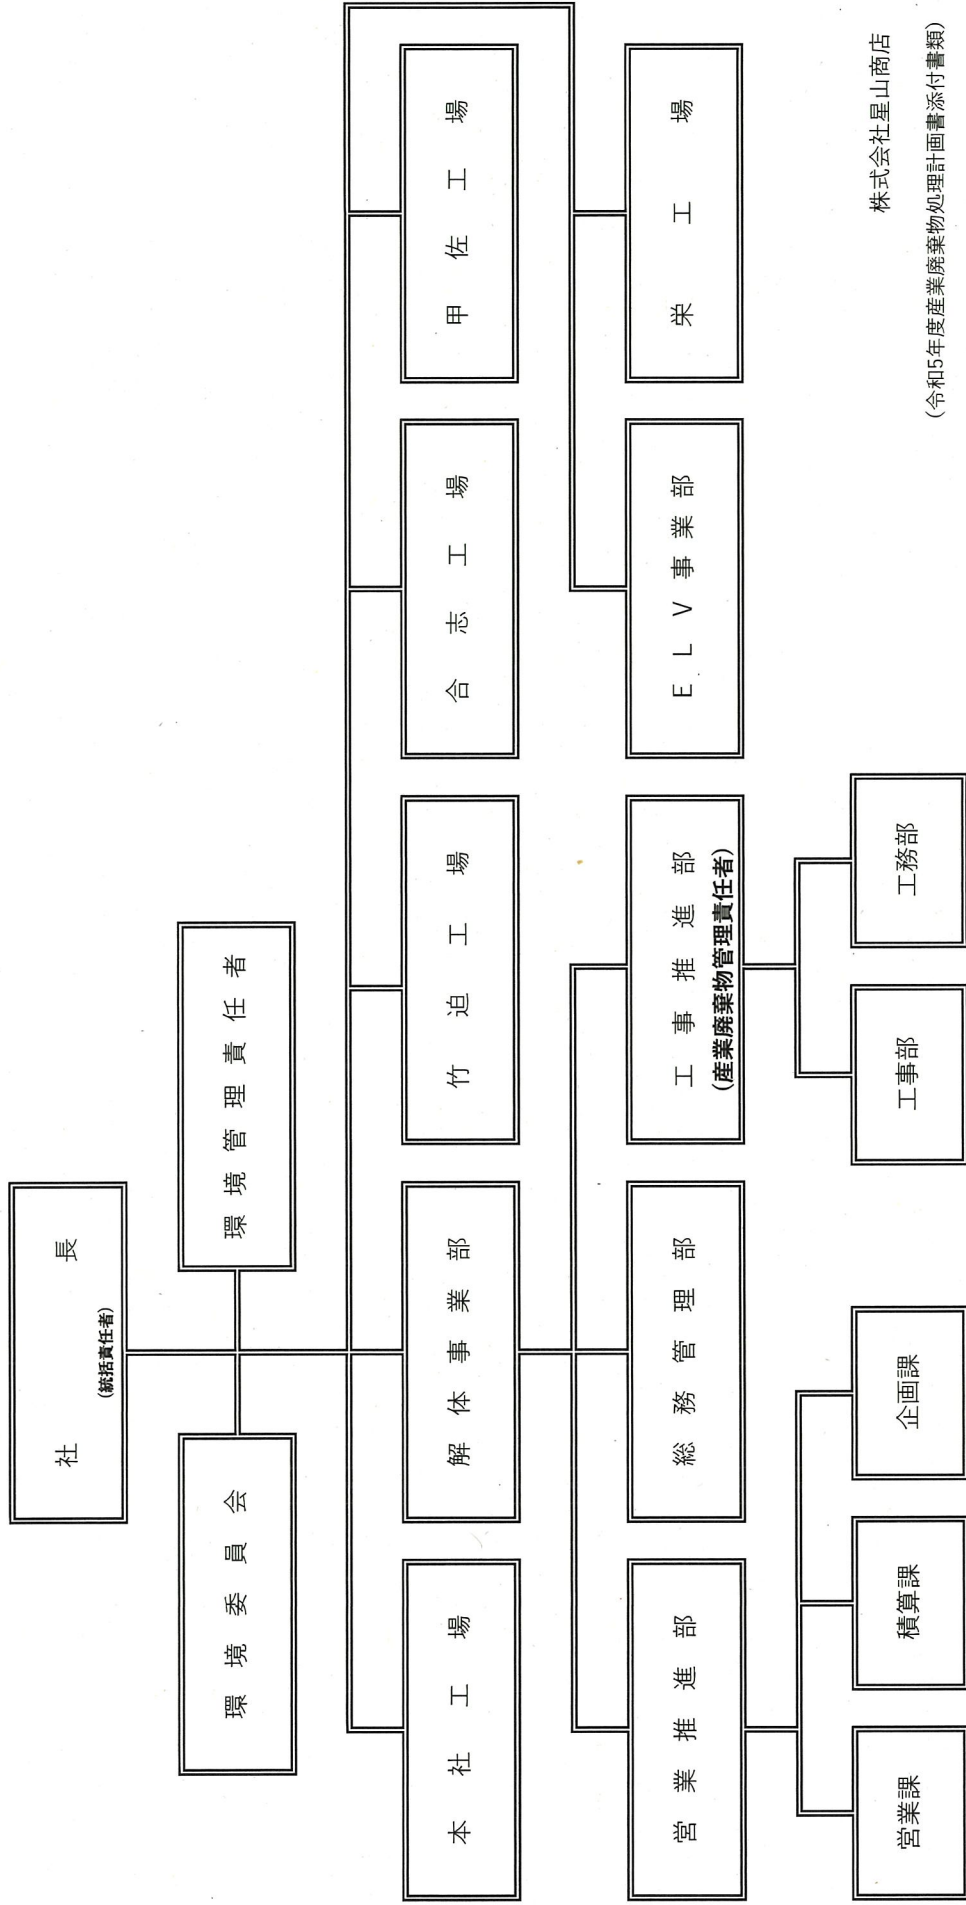 社長
(統括責任者)
環境委員会
環境管理責任者
本社工場
解体事業部
竹迫工場
合志工場
甲佐工場
営業推進部
総務管理部
工事推進部
(産業廃棄物管理責任者)
ELV事業部
栄工場
営業課
積算課
企画課
工事部
工務部
株式会社星山商店
(令和5年度産業廃棄物処理計画書添付書類)